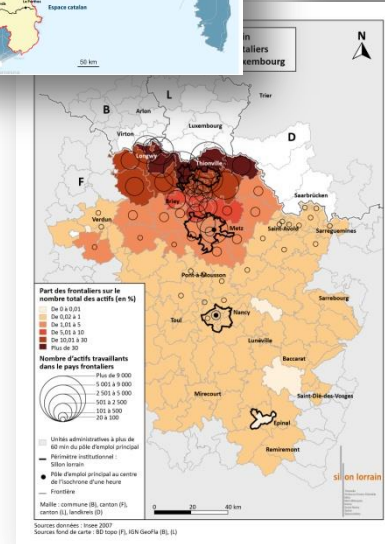 Espace catalan
50 km
in
taliers
xembourg
N
L
Trier
B
Arlon
Virton
Luxembourg
D
Longwy
Thionville
F
Saarbrücken
Briey
Verdun
Metz
Saint-Avold
Sarreguemines
Pont-à-Mousson
Sarrebourg
Part des frontaliers sur le
nombre total des actifs (en %)
De 0 à 0,01
De 0,02 à 1
De 1,01 à 5
De 5,01 à 10
De 10,01 à 30
Plus de 30
Nancy
Toul
Lunéville
Nombre d'actifs travaillants
dans le pays frontaliers
Plus de 9 000
5 001 à 9 000
2 501 à 5 000
501 à 2 500
101 à 500
20 à 100
Baccarat
Mirecourt
Saint-Dié-des-Vosges
Epinal
Remiremont
Unités administratives à plus de
60 min du pôle d'emploi principal
Périmètre institutionnel :
Sillon lorrain
Pôle d'emploi principal au centre
de l'isochrone d'une heure
Frontière
Maille : commune (B), canton (F),
canton (L), landkreis (D)
0 20 40 km
sillon lorrain
Sources données : Insee 2007
Sources fond de carte : BD topo (F), IGN Geofla (B), (L)